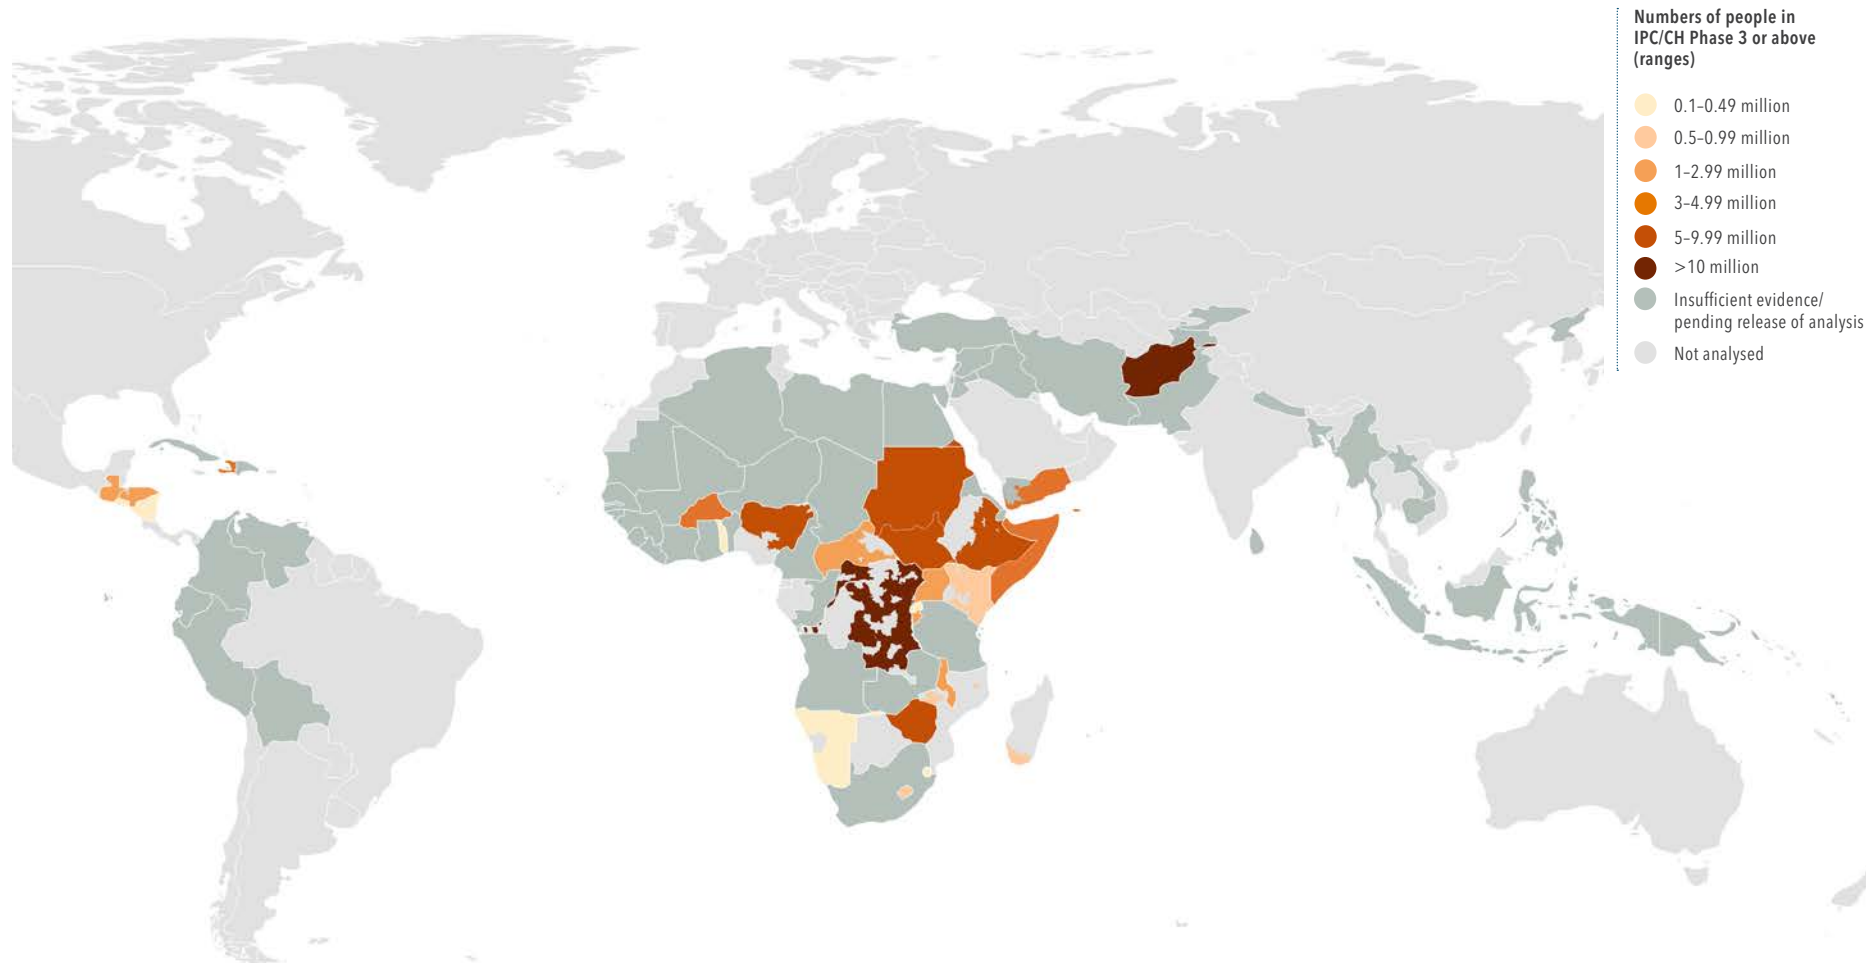 Numbers of people in
IPC/CH Phase 3 or above
(ranges)
0.1–0.49 million
0.5–0.99 million
1–2.99 million
3–4.99 million
5–9.99 million
>10 million
Insufficient evidence/
pending release of analysis
Not analysed